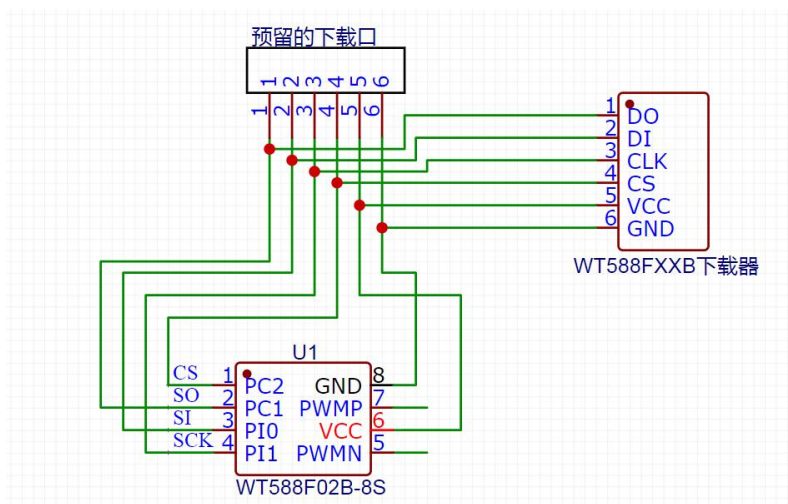 预留的下载口
1 2 3 4 5 6
1 2 3 4 5 6
1 DO
2 DI
3 CLK
4 CS
5 VCC
6 GND
WT588FXXB下载器
U1
CS 1 PC2 GND 8
SO 2 PC1 PWMP 7
SI 3 PI0 VCC 6
SCK 4 PI1 PWMN 5
WT588F02B-8S